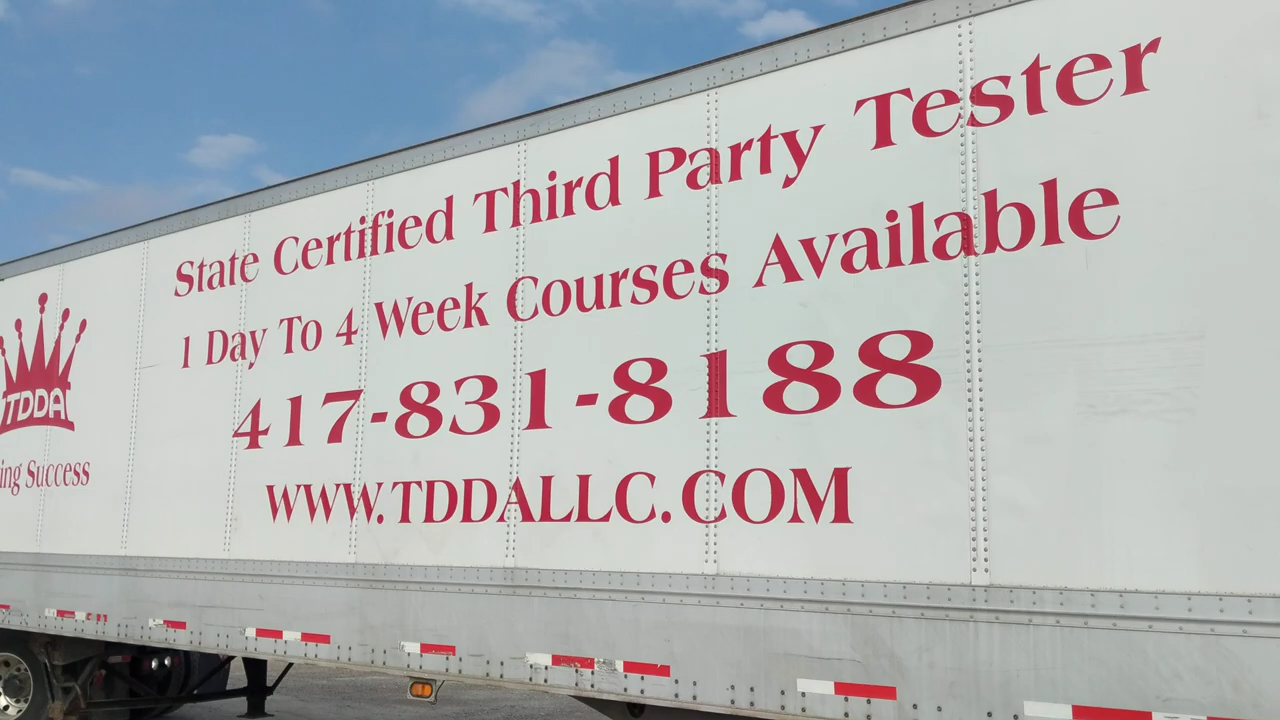 State Certified Third Party Tester
1 Day To 4 Week Courses Available
417-831-8188
WWW.TDDALLC.COM
TDDA
Success